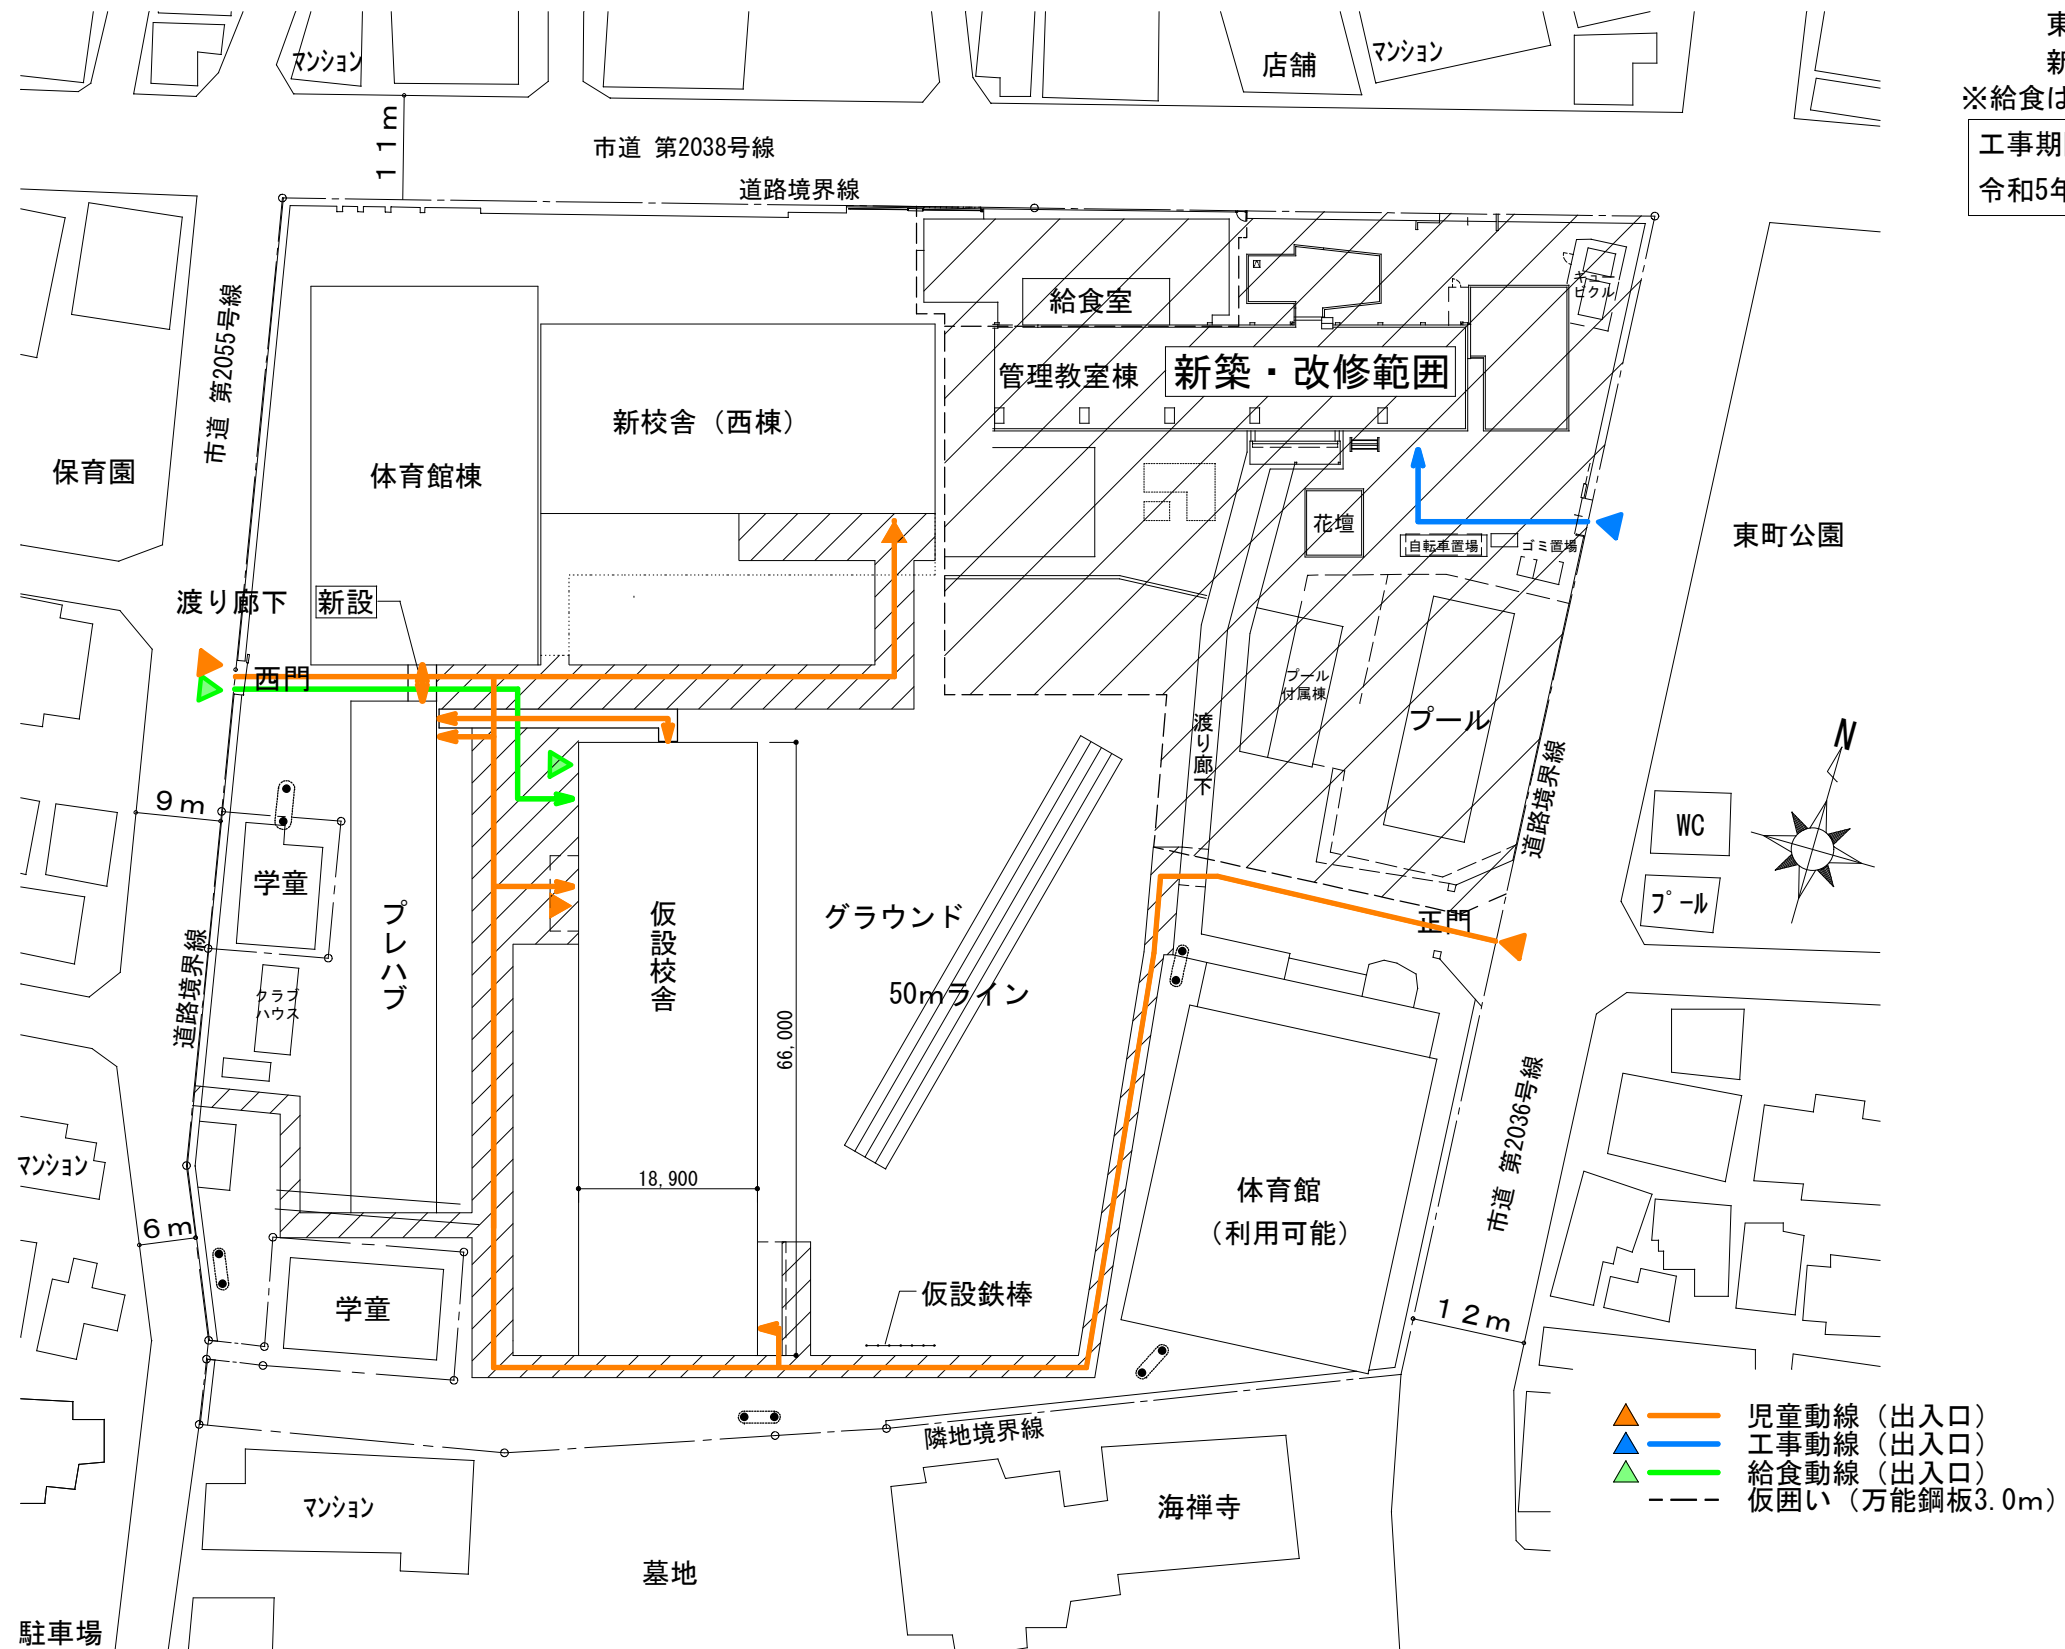 東
新
※給食は
工事期
令和5年
マンション
店舗
マンション
11m
市道 第2038号線
道路境界線
市道 第2055号線
保育園
体育館棟
新校舎（西棟）
給食室
管理教室棟
新築・改修範囲
キュービクル
花壇
自転車置場
ゴミ置場
東町公園
渡り廊下
新設
西門
プール
付属棟
プール
渡り廊下
道路境界線
N
WC
プール
9m
学童
プレハブ
仮設校舎
グラウンド
50mライン
正門
クラブ
ハウス
道路境界線
66,000
18,900
体育館
（利用可能）
市道 第2036号線
マンション
6m
学童
仮設鉄棒
12m
隣地境界線
マンション
墓地
海禅寺
駐車場
児童動線（出入口）
工事動線（出入口）
給食動線（出入口）
仮囲い（万能鋼板3.0m）